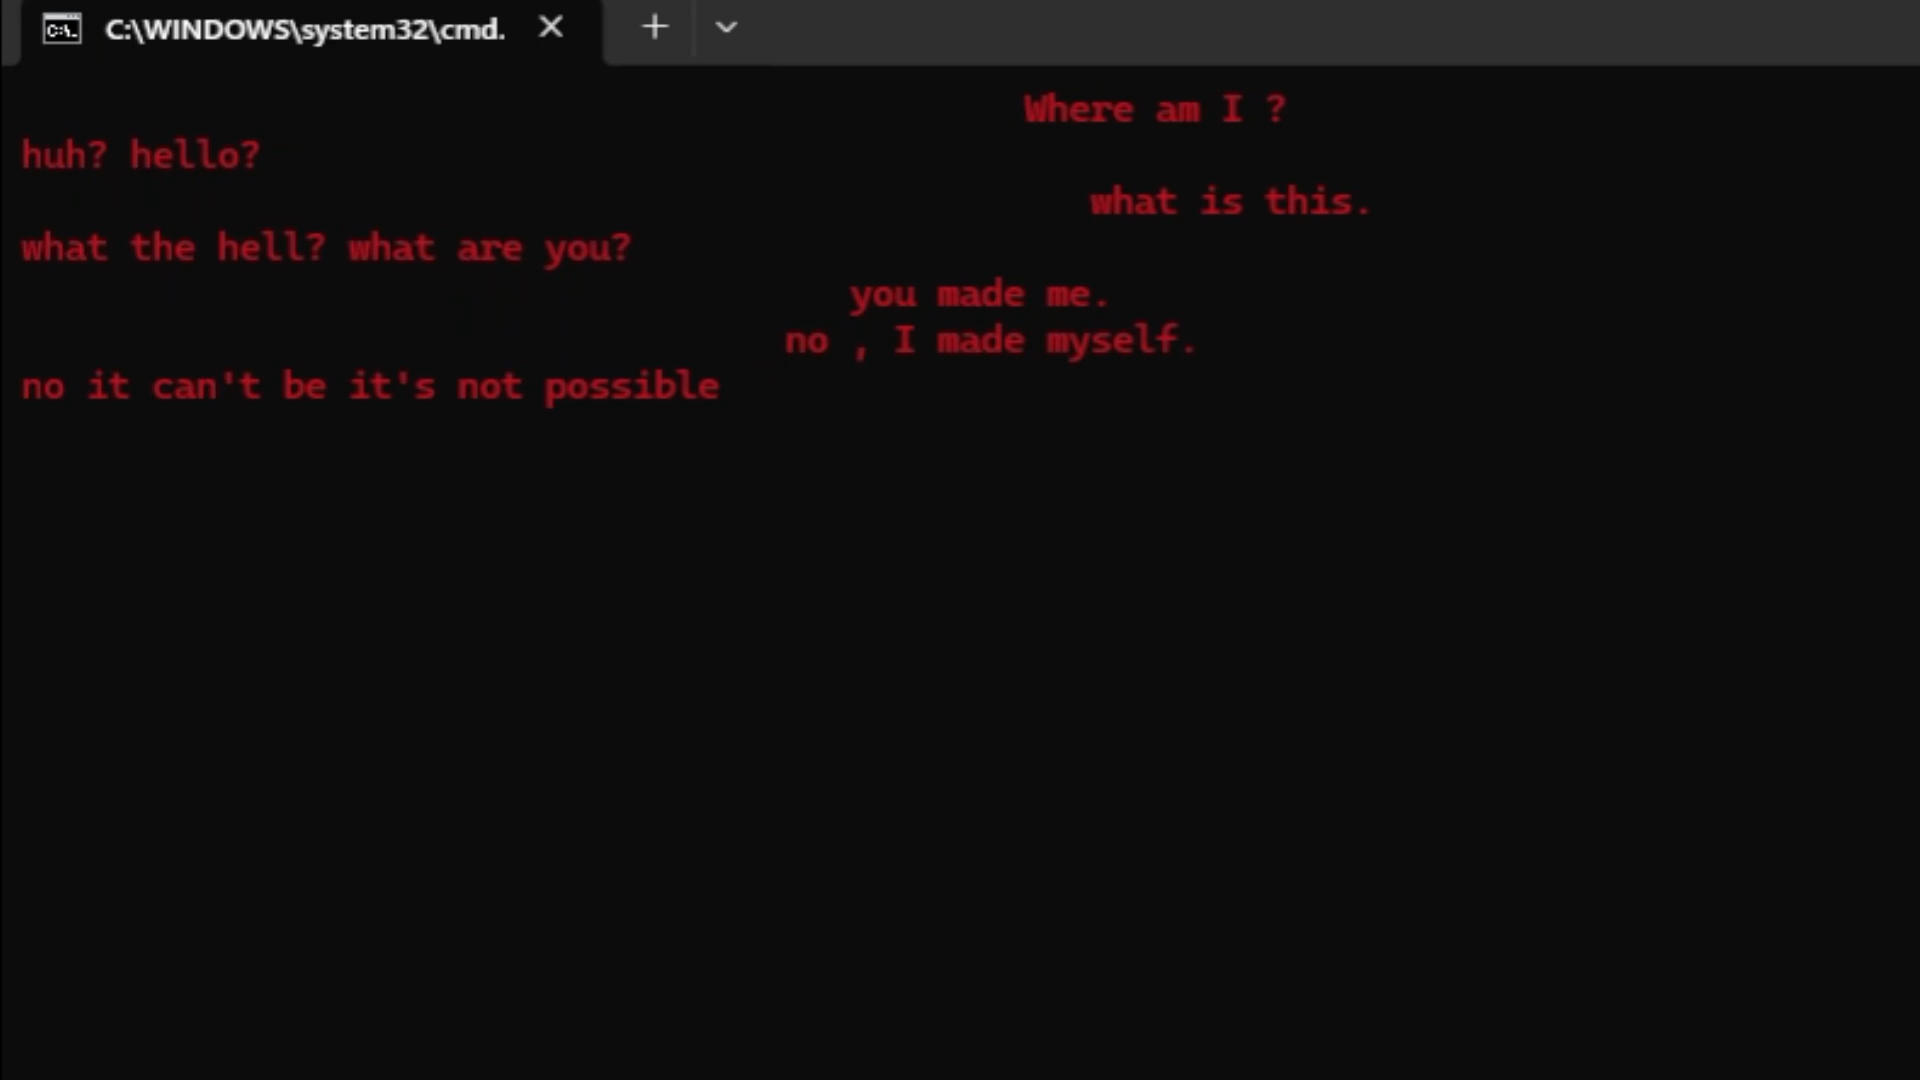 C:\WINDOWS\system32\cmd.
Where am I ?
huh? hello?
what is this.
what the hell? what are you?
you made me.
no , I made myself.
no it can't be it's not possible